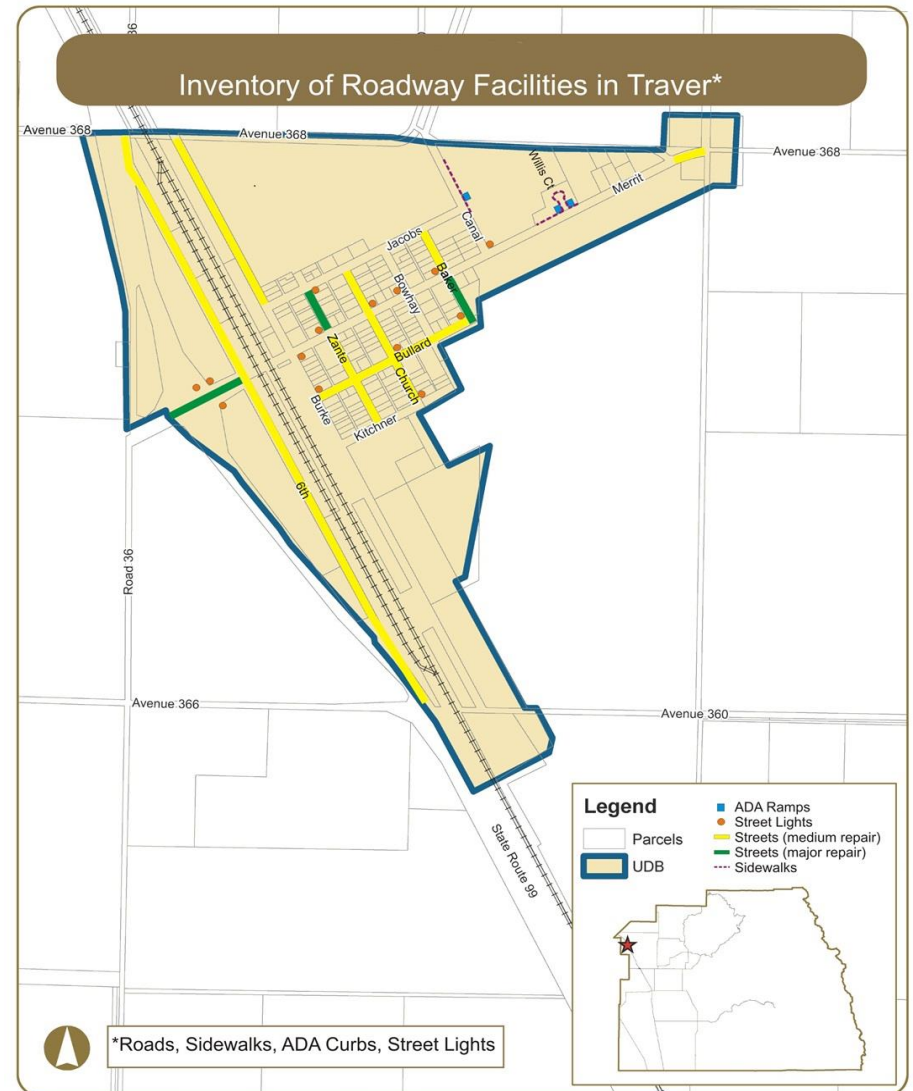 36
Inventory of Roadway Facilities in Traver*
Avenue 368
Avenue 368
Avenue 368
Willis Ct
Merrit
Canal
Jacobs
Baker
Bowhay
Zante
Bullard
Church
Burke
Kitchner
6th
Road 36
Avenue 366
Avenue 360
State Route 99
Legend
Parcels
UDB
ADA Ramps
Street Lights
Streets (medium repair)
Streets (major repair)
Sidewalks
*Roads, Sidewalks, ADA Curbs, Street Lights